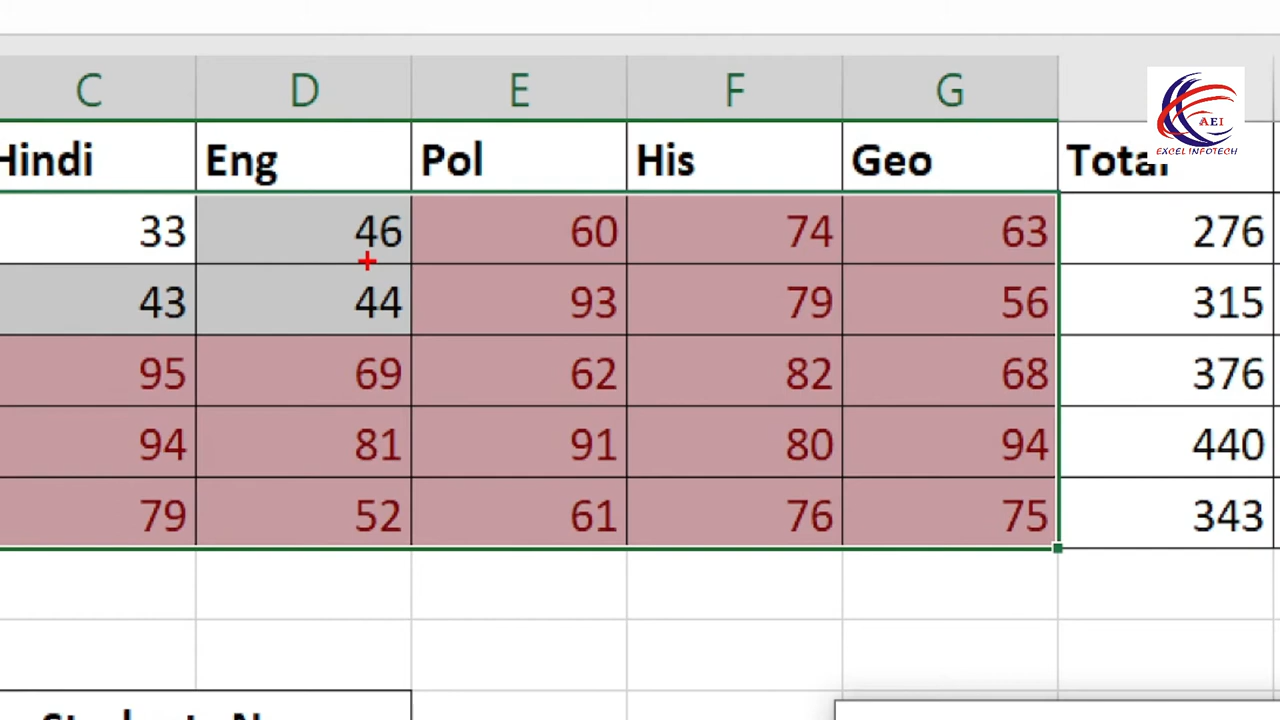 C D E F G
AEI
EXCEL INFOTECH
Hindi Eng Pol His Geo Total
33 46 60 74 63 276
43 44 93 79 56 315
95 69 62 82 68 376
94 81 91 80 94 440
79 52 61 76 75 343